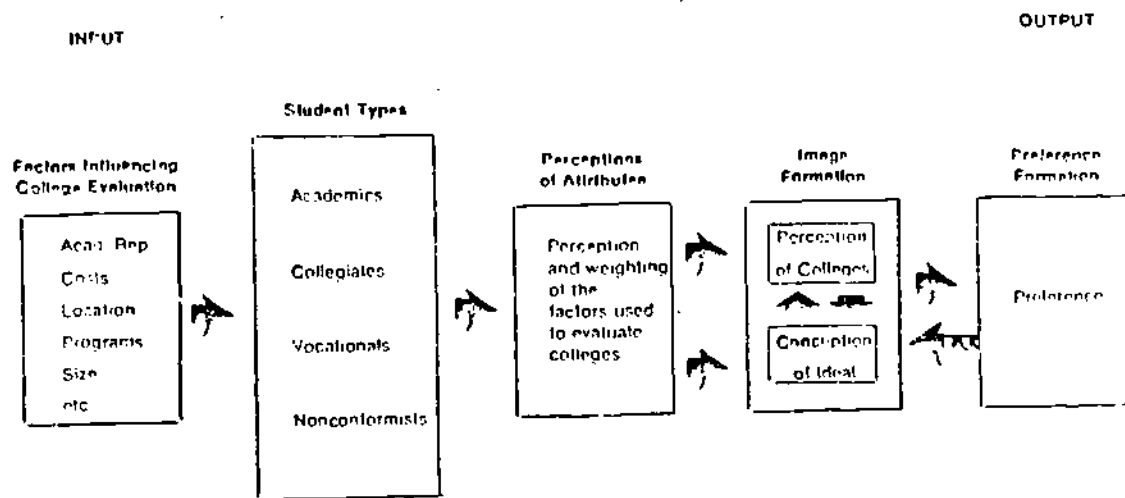 INPUT
OUTPUT
Student Types
Factors Influencing
College Evaluation
Perceptions
of Attributes
Image
Formation
Preference
Formation
Acad. Rep
Costs
Location
Programs
Size
etc
Academics
Collegiates
Vocationals
Nonconformists
Perception
and weighting
of the
factors used
to evaluate
colleges
Perception
of Colleges
Conception
of Ideal
Preference